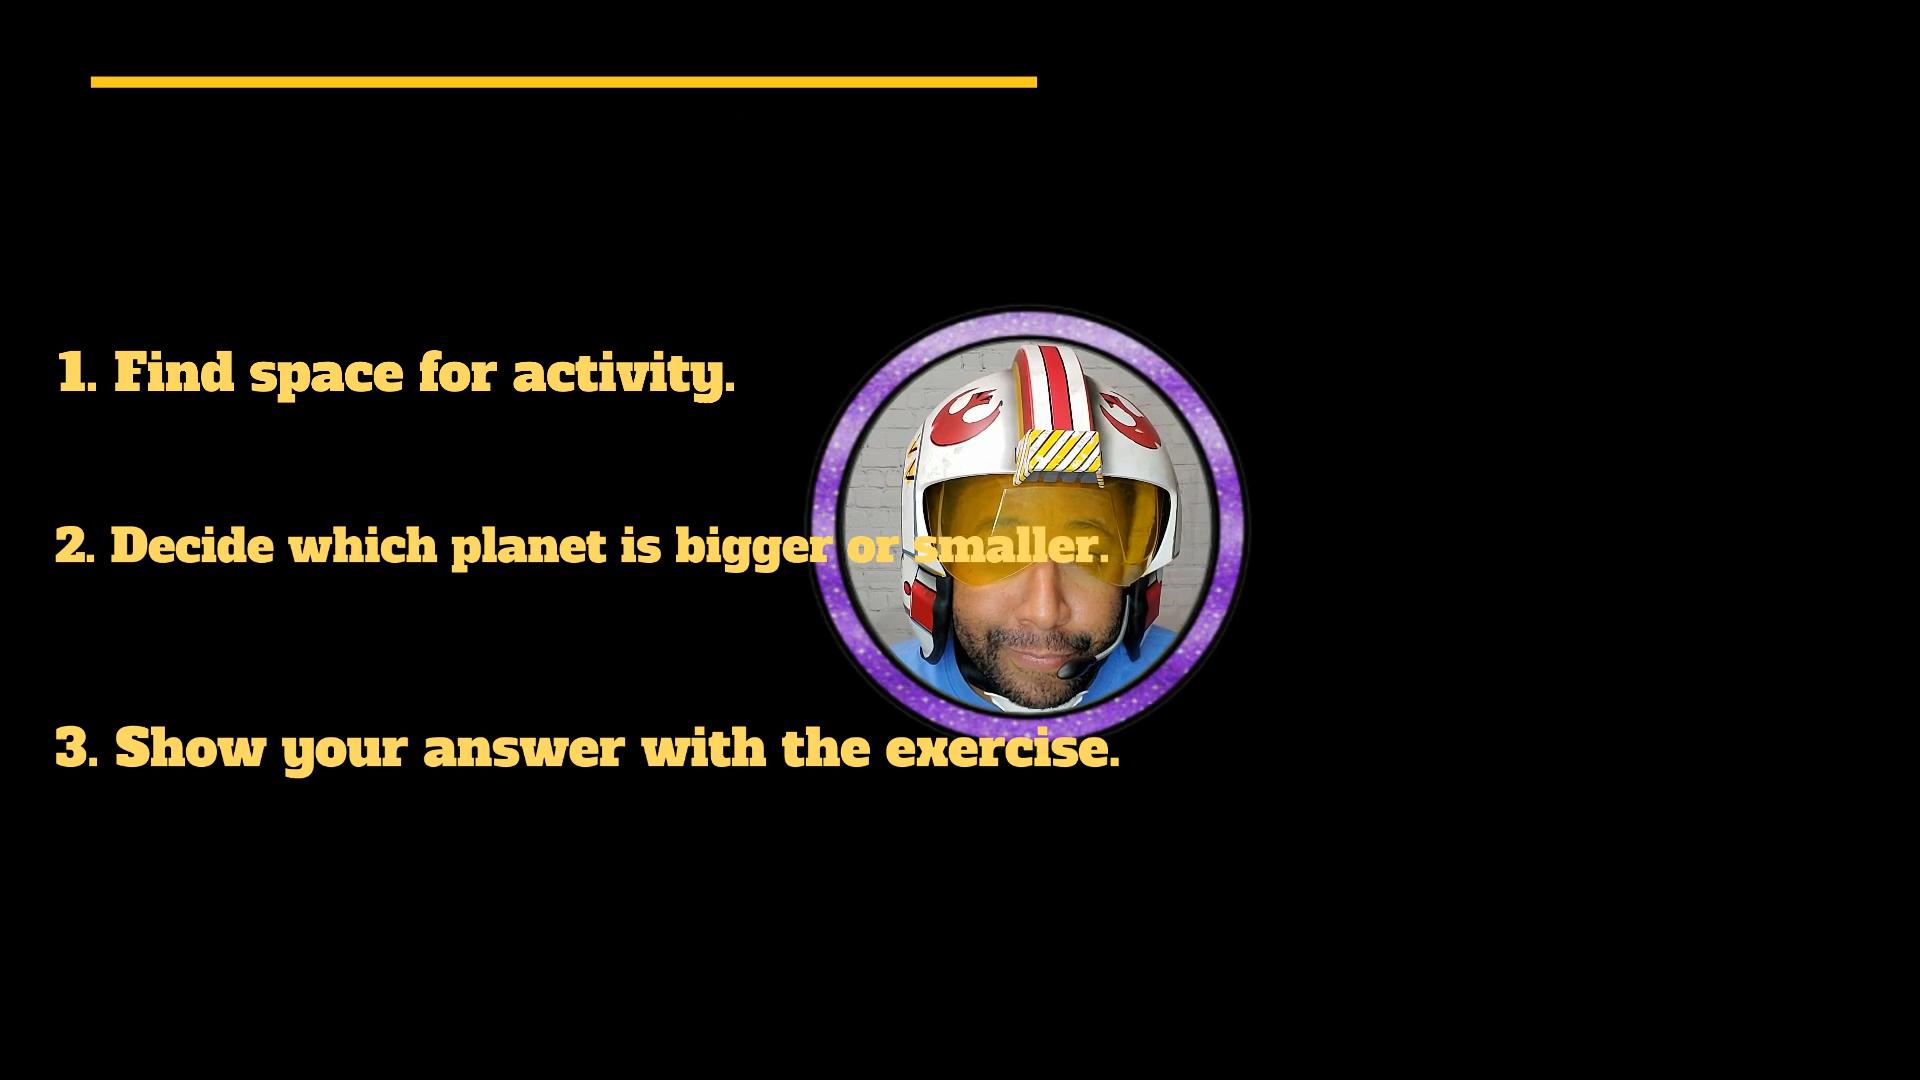 1. Find space for activity.
2. Decide which planet is bigger or smaller.
3. Show your answer with the exercise.